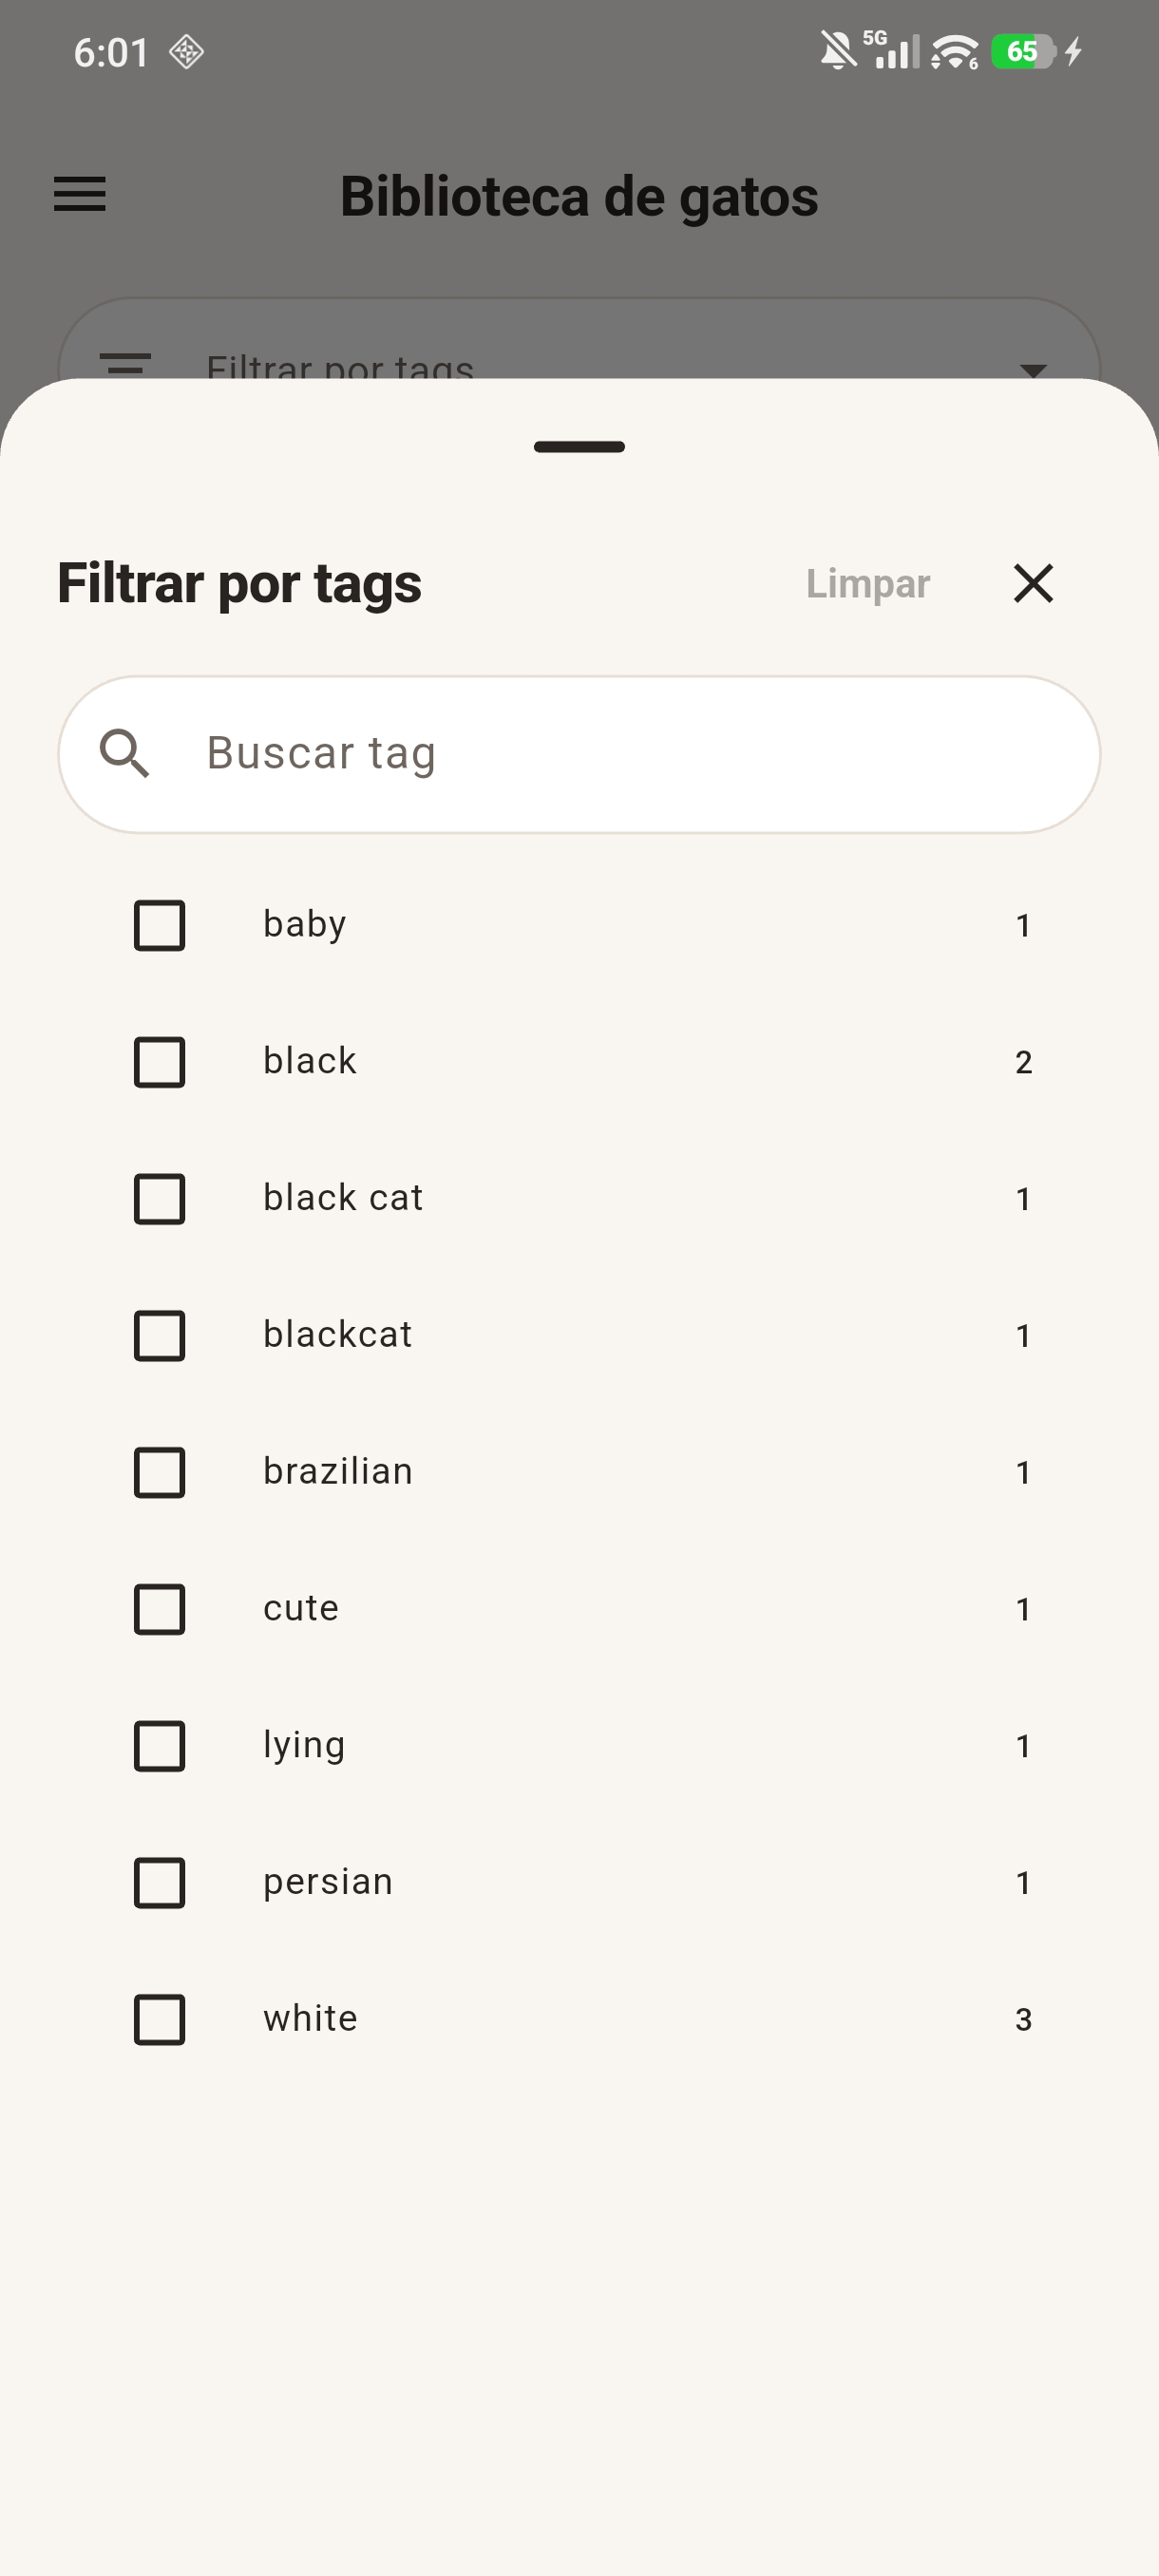 6:01
5G
6
65
Biblioteca de gatos
Filtrar por tags
Filtrar por tags
Limpar
Buscar tag
baby 1
black 2
black cat 1
blackcat 1
brazilian 1
cute 1
lying 1
persian 1
white 3